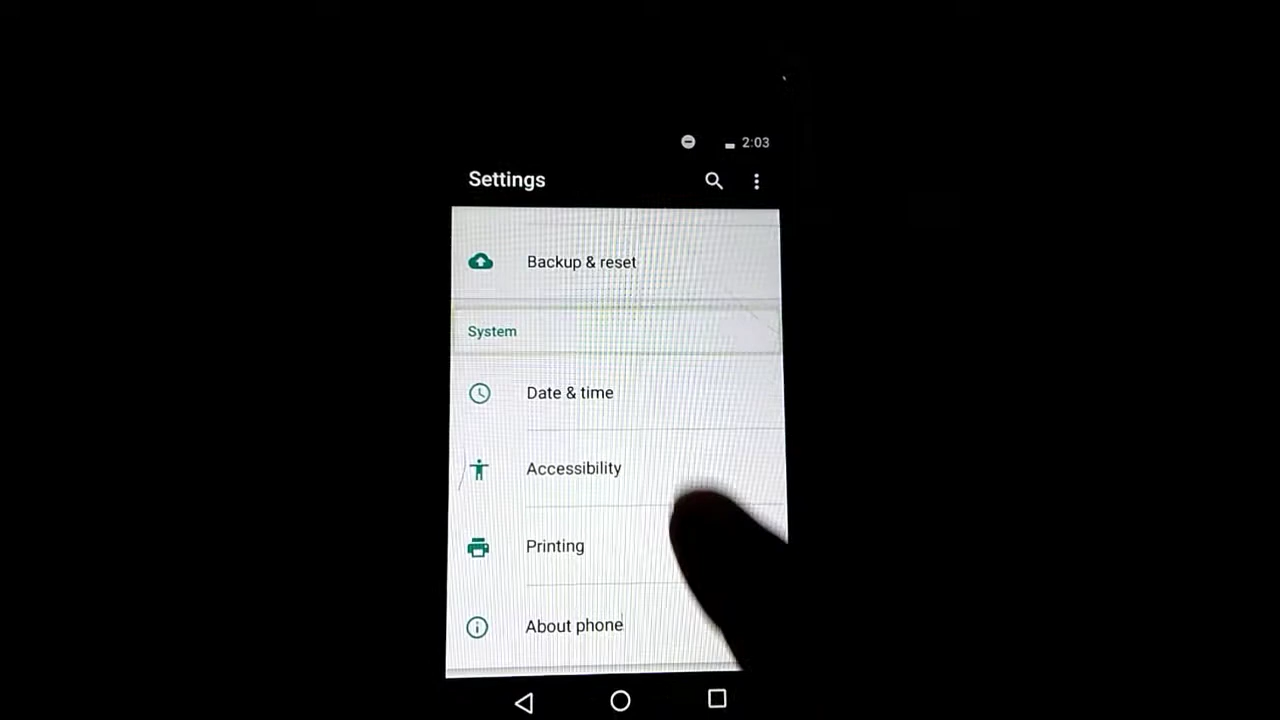 2:03
Settings
Backup & reset
System
Date & time
Accessibility
Printing
About phone